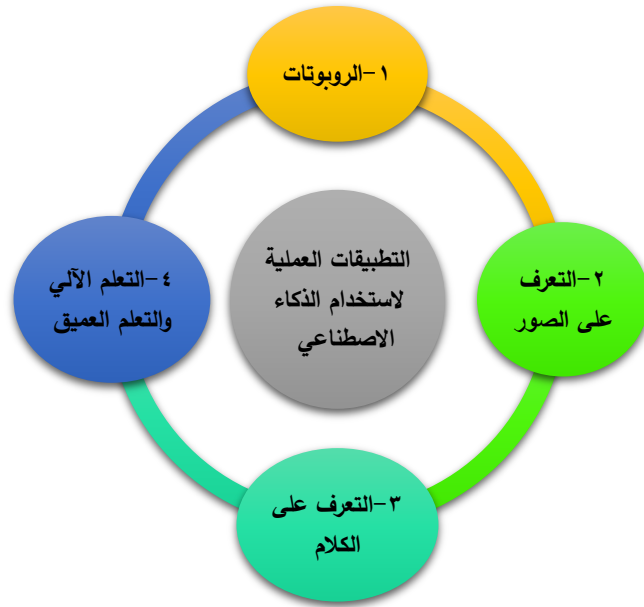 ١-الروبوتات
التطبيقات العملية
لاستخدام الذكاء
الاصطناعي
٢-التعرف
على الصور
٣-التعرف على
الكلام
٤-التعلم الآلي
والتعلم العميق